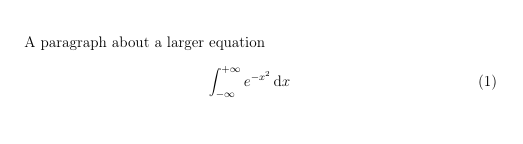 A paragraph about a larger equation
∫_{-∞}^{+∞} e^{-x^2} dx (1)